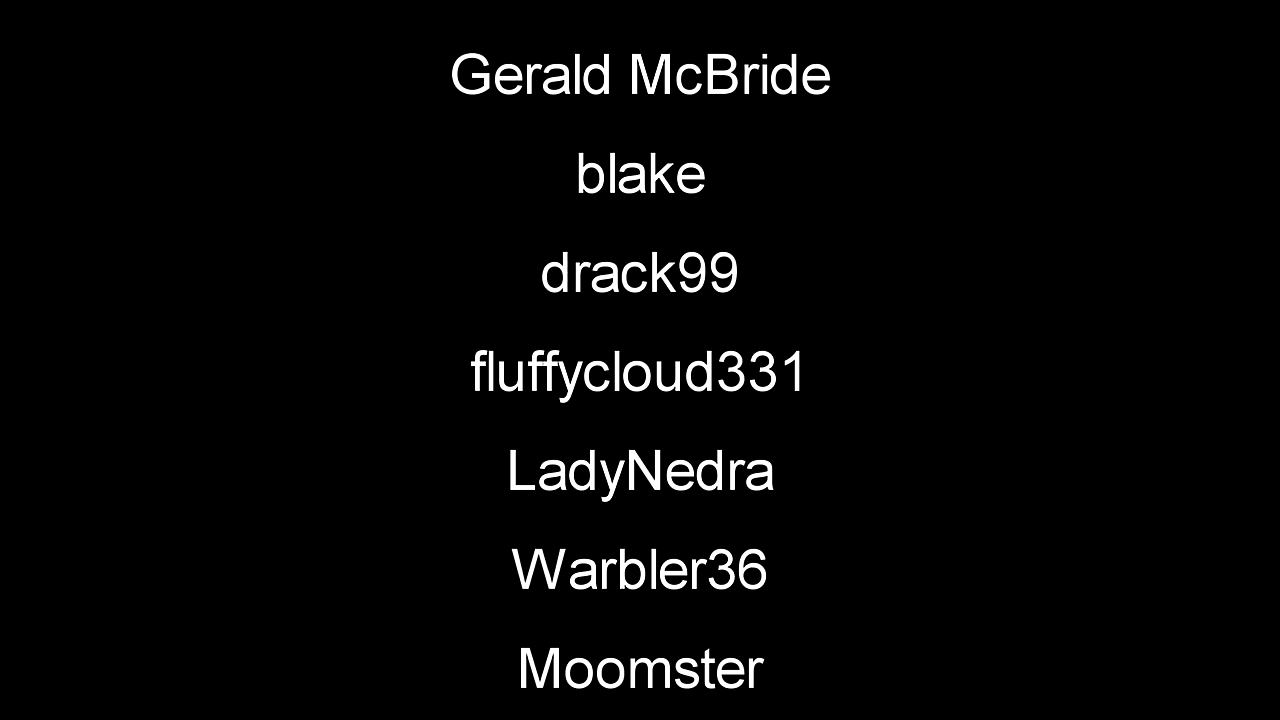 Gerald McBride
blake
drack99
fluffycloud331
LadyNedra
Warbler36
Moomster